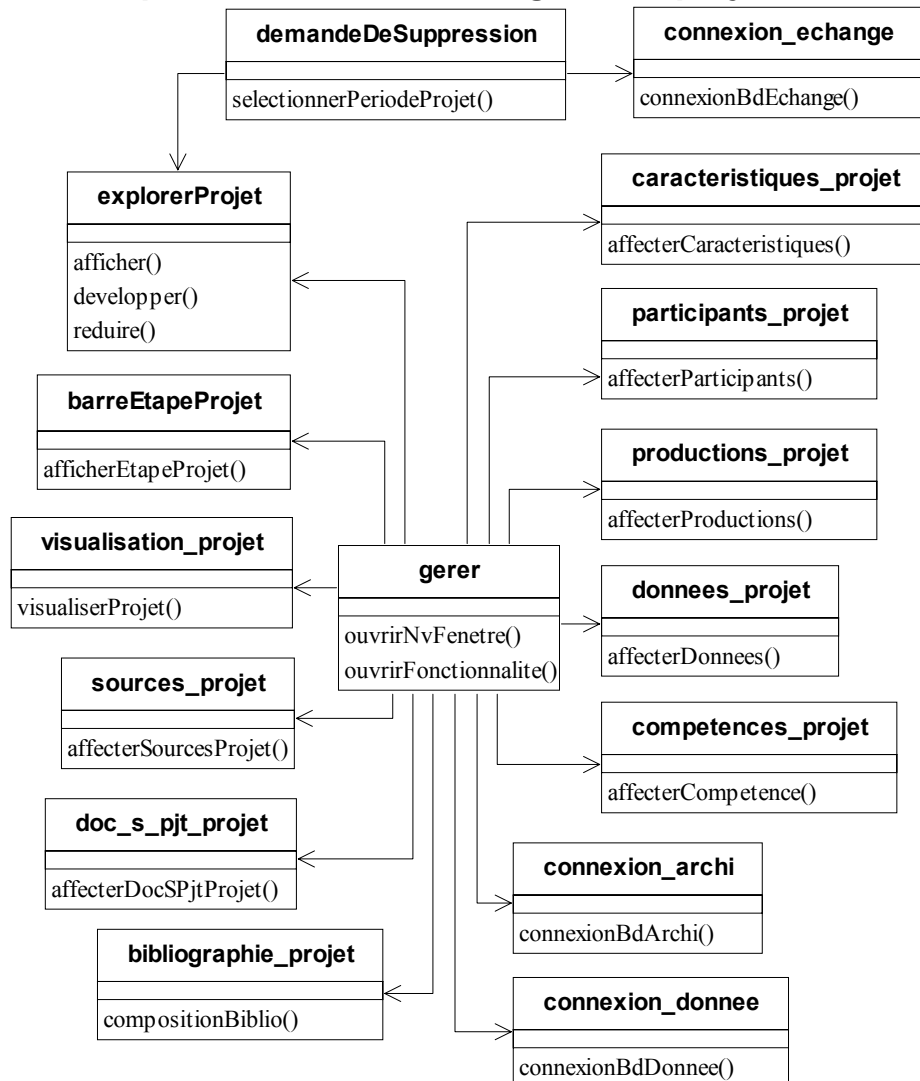 demandeDeSuppression
selectionnerPeriodeProjet()
connexion_echange
connexionBdEchange()
explorerProjet
afficher()
developper()
reduire()
caracteristiques_projet
affecterCaracteristiques()
participants_projet
affecterParticipants()
barreEtapeProjet
afficherEtapeProjet()
productions_projet
affecterProductions()
visualisation_projet
visualiserProjet()
gerer
ouvrirNvFenetre()
ouvrirFonctionnalite()
donnees_projet
affecterDonnees()
sources_projet
affecterSourcesProjet()
competences_projet
affecterCompetence()
doc_s_pjt_projet
affecterDocSPjtProjet()
connexion_archi
connexionBdArchi()
bibliographie_projet
compositionBiblio()
connexion_donnee
connexionBdDonnee()